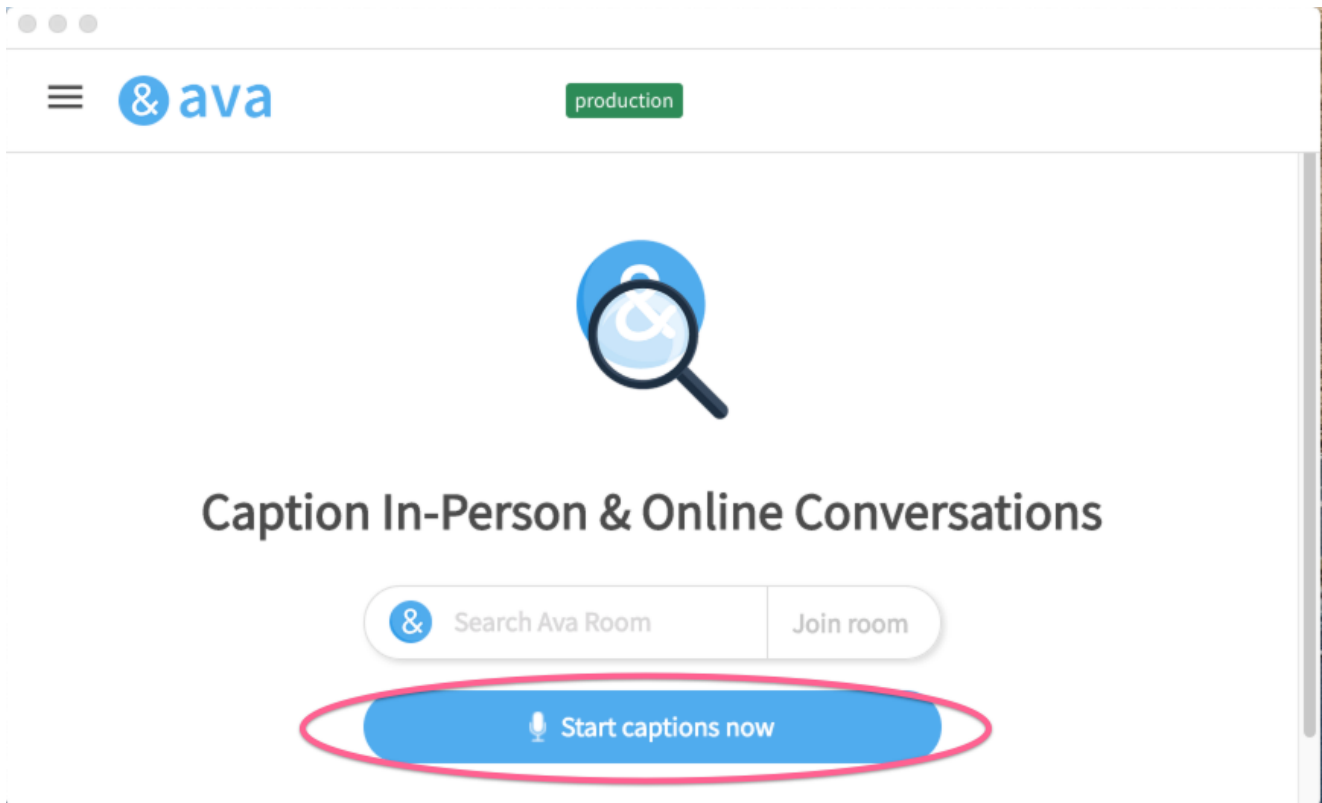 & ava
production
&
Caption In-Person & Online Conversations
& Search Ava Room Join room
Start captions now